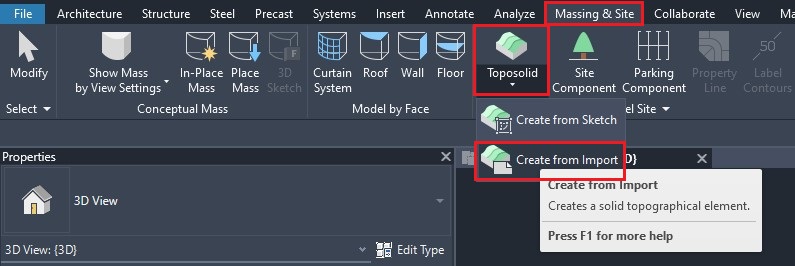 File Architecture Structure Steel Precast Systems Insert Annotate Analyze Massing & Site Collaborate View Ma
Modify
Show Mass
by View Settings
In-Place
Mass
Place
Mass
3D
Sketch
Curtain
System
Roof
Wall
Floor
Toposolid
Site
Component
Parking
Component
Property
Line
50
Label
Contours
Select
Conceptual Mass
Model by Face
el Site
Create from Sketch
Create from Import
D}
Create from Import
Creates a solid topographical element.
Press F1 for more help
Properties
3D View
3D View: {3D}
Edit Type